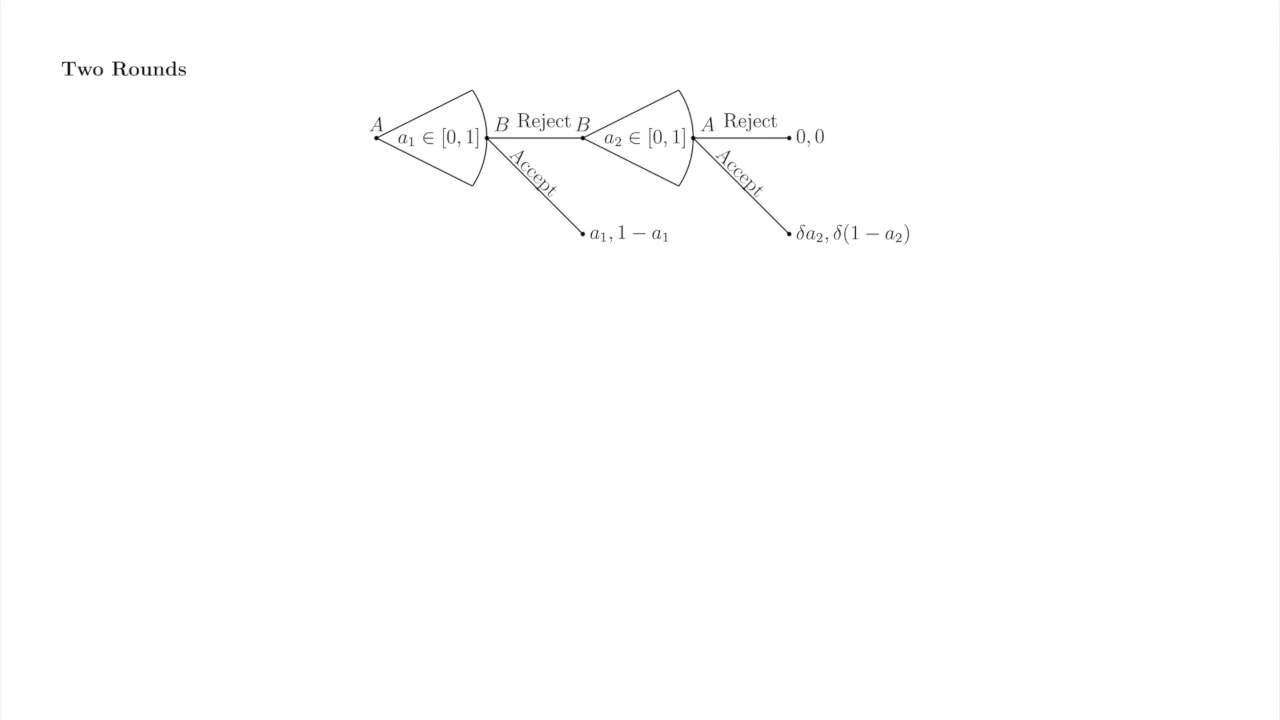 Two Rounds
A a₁ ∈ [0, 1] B Reject B a₂ ∈ [0, 1] A Reject 0, 0
Accept Accept
a₁, 1 − a₁ δa₂, δ(1 − a₂)